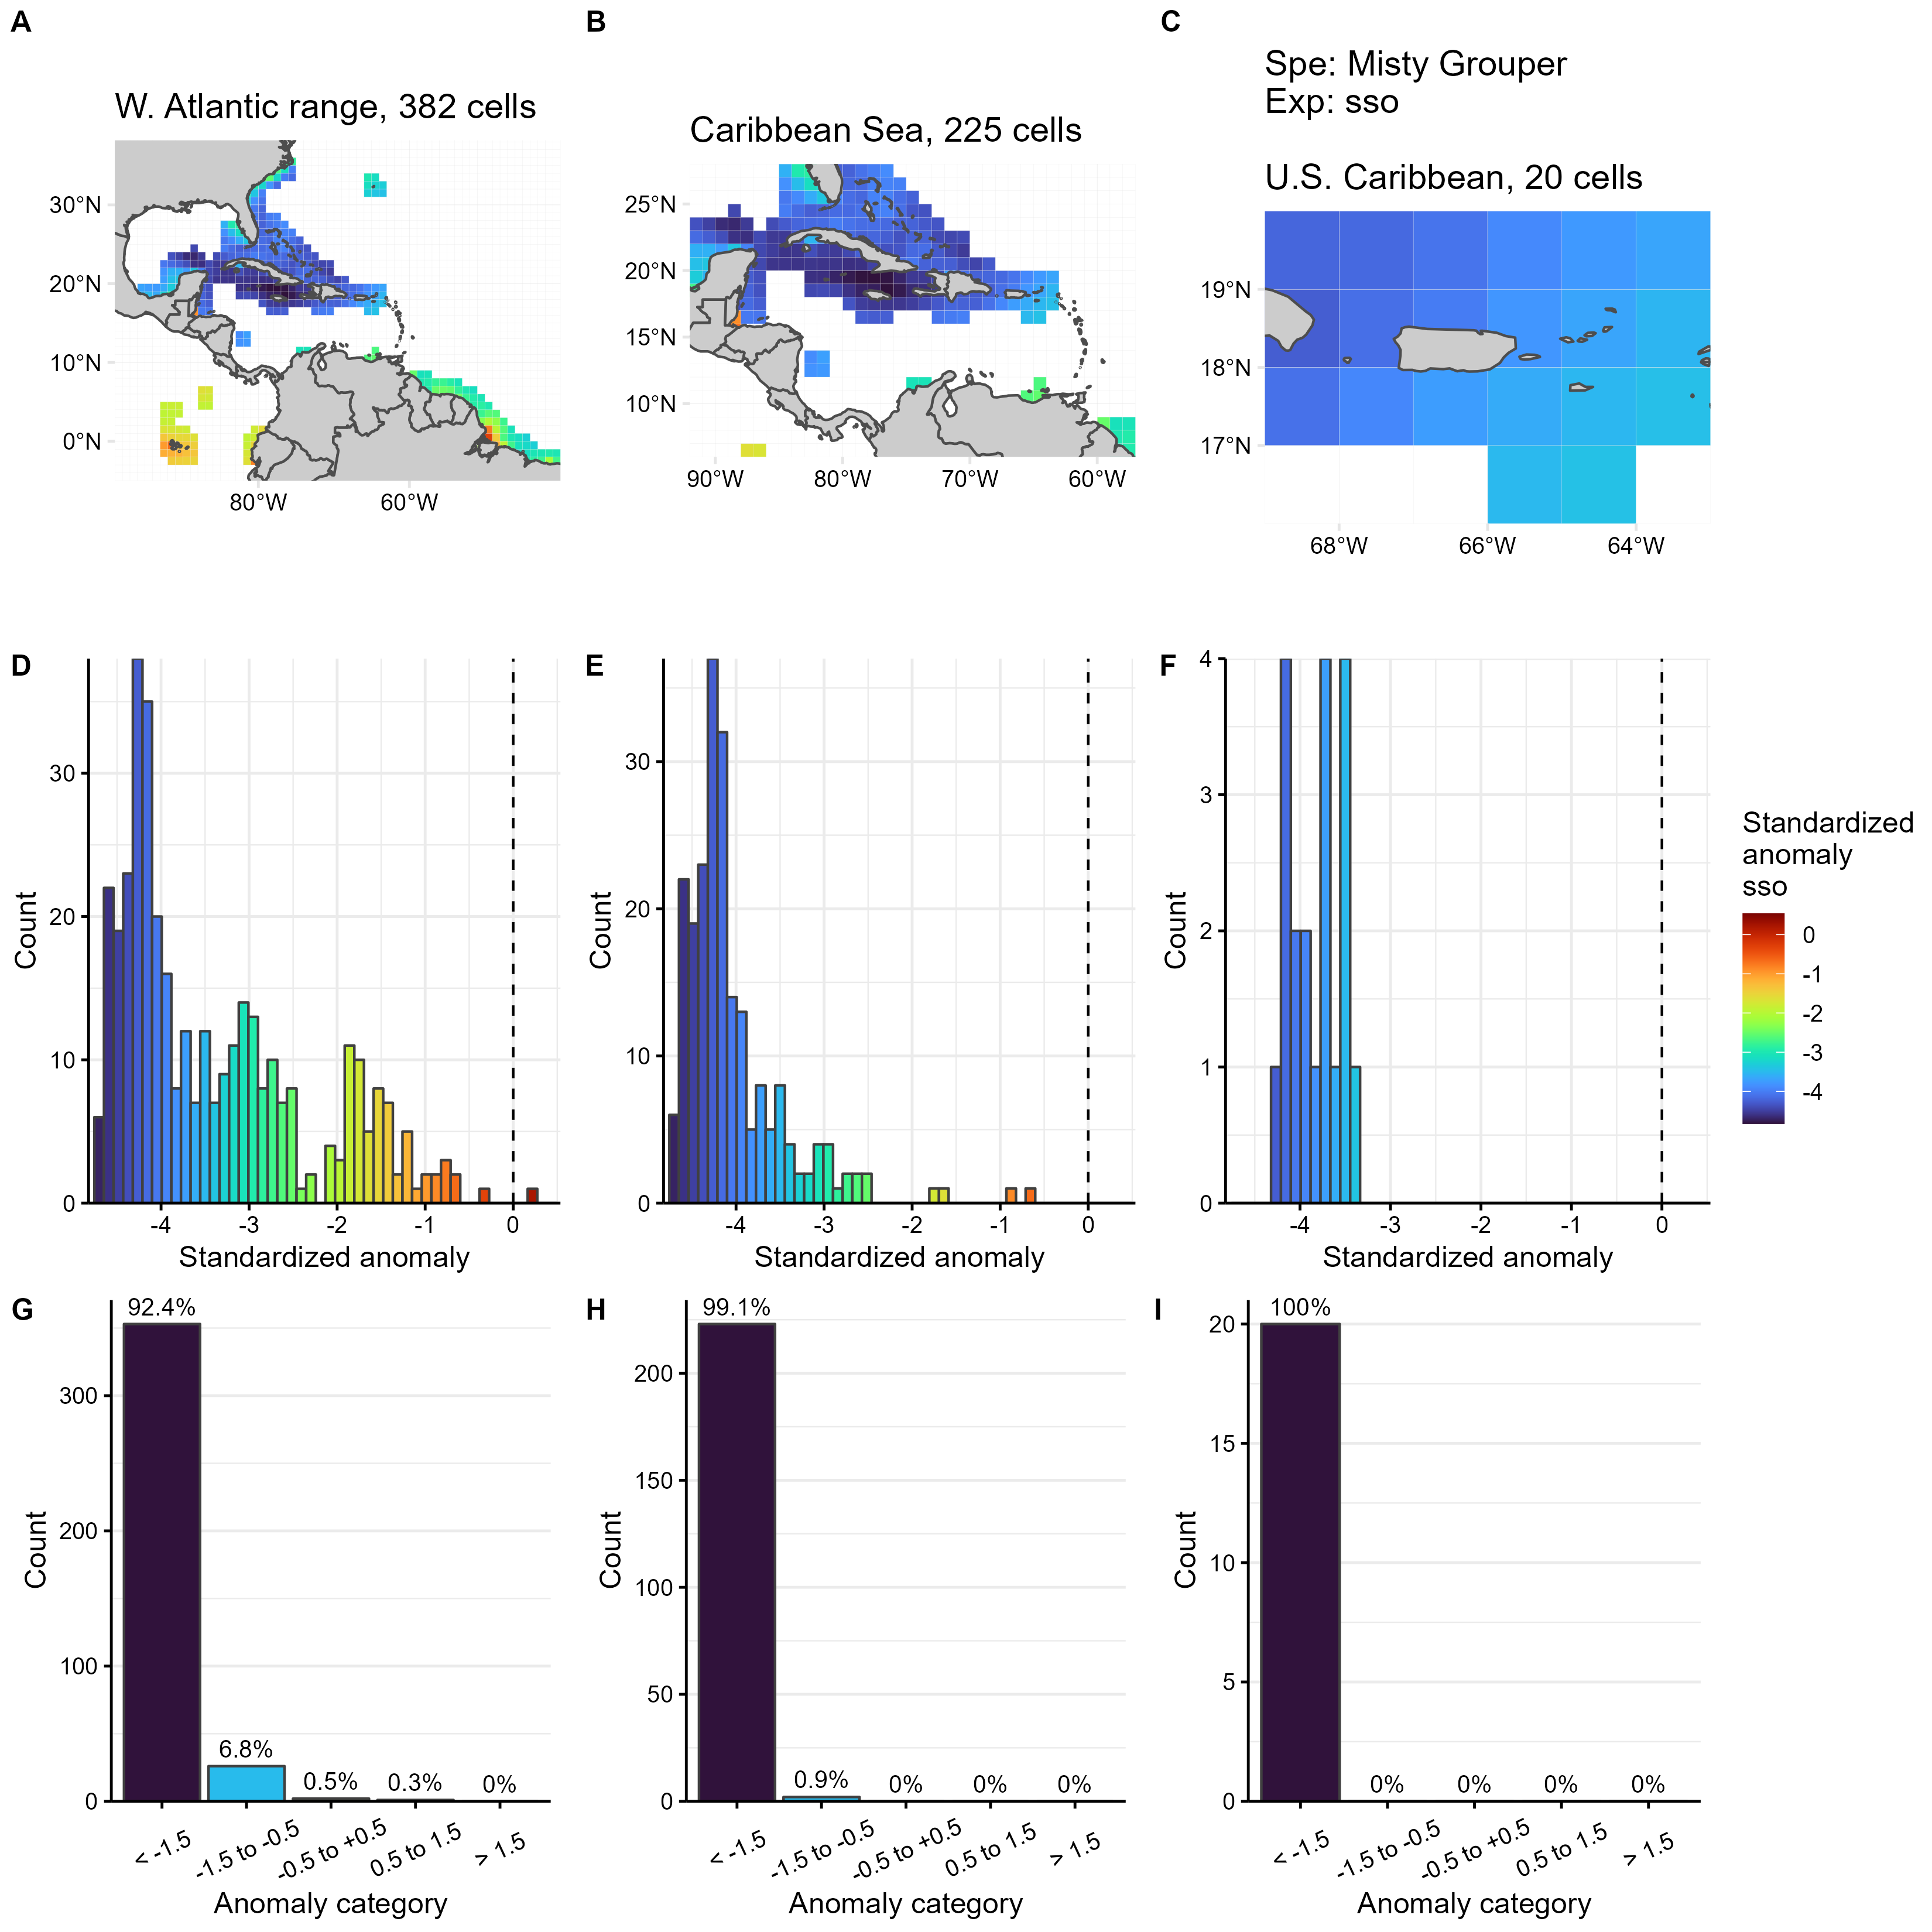 A
B
C
Spe: Misty Grouper
Exp: sso
W. Atlantic range, 382 cells
Caribbean Sea, 225 cells
U.S. Caribbean, 20 cells
30°N
20°N
10°N
0°N
80°W
60°W
25°N
20°N
15°N
10°N
90°W
80°W
70°W
60°W
19°N
18°N
17°N
68°W
66°W
64°W
D
Count
30
20
10
0
-4
-3
-2
-1
0
Standardized anomaly
E
Count
30
20
10
0
-4
-3
-2
-1
0
Standardized anomaly
F
Count
4
3
2
1
0
-4
-3
-2
-1
0
Standardized anomaly
Standardized
anomaly
sso
0
-1
-2
-3
-4
G
Count
300
200
100
0
92.4%
6.8%
0.5%
0.3%
0%
< -1.5
-1.5 to -0.5
-0.5 to +0.5
0.5 to 1.5
> 1.5
Anomaly category
H
Count
200
150
100
50
0
99.1%
0.9%
0%
0%
0%
< -1.5
-1.5 to -0.5
-0.5 to +0.5
0.5 to 1.5
> 1.5
Anomaly category
I
Count
20
15
10
5
0
100%
0%
0%
0%
0%
< -1.5
-1.5 to -0.5
-0.5 to +0.5
0.5 to 1.5
> 1.5
Anomaly category